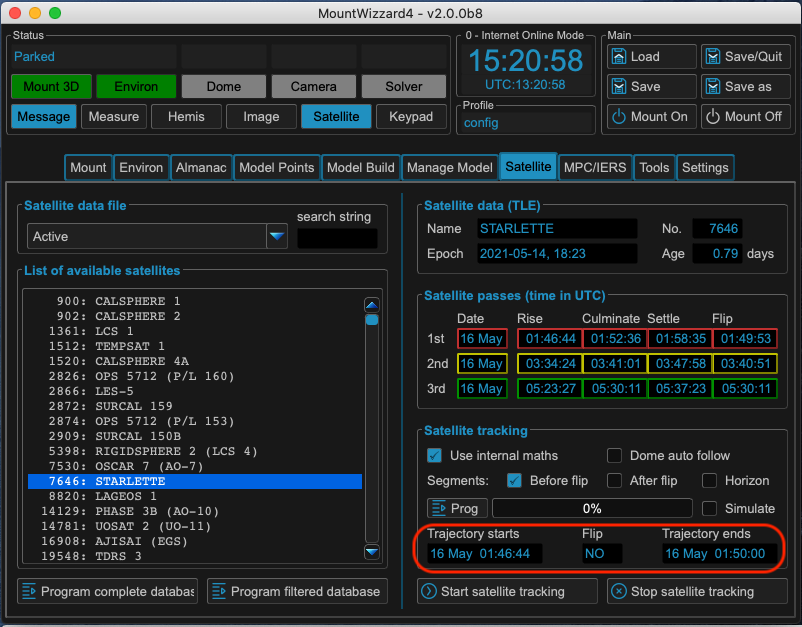 MountWizzard4 - v2.0.0b8
Status
Parked
Mount 3D Environ Dome Camera Solver
Message Measure Hemis Image Satellite Keypad
0 - Internet Online Mode
15:20:58
UTC:13:20:58
Profile
config
Main
Load Save/Quit
Save Save as
Mount On Mount Off
Mount Environ Almanac Model Points Model Build Manage Model Satellite MPC/IERS Tools Settings
Satellite data file
search string
Active
List of available satellites
900: CALSPHERE 1
902: CALSPHERE 2
1361: LCS 1
1512: TEMPSAT 1
1520: CALSPHERE 4A
2826: OPS 5712 (P/L 160)
2866: LES-5
2872: SURCAL 159
2874: OPS 5712 (P/L 153)
2909: SURCAL 150B
5398: RIGIDSPHERE 2 (LCS 4)
7530: OSCAR 7 (AO-7)
7646: STARLETTE
8820: LAGEOS 1
14129: PHASE 3B (AO-10)
14781: UOSAT 2 (UO-11)
16908: AJISAI (EGS)
19548: TDRS 3
Program complete databas Program filtered database
Satellite data (TLE)
Name STARLETTE No. 7646
Epoch 2021-05-14, 18:23 Age 0.79 days
Satellite passes (time in UTC)
Date Rise Culminate Settle Flip
1st 16 May 01:46:44 01:52:36 01:58:35 01:49:53
2nd 16 May 03:34:24 03:41:01 03:47:58 03:40:51
3rd 16 May 05:23:27 05:30:11 05:37:23 05:30:11
Satellite tracking
Use internal maths Dome auto follow
Segments: Before flip After flip Horizon
Prog 0% Simulate
Trajectory starts Flip Trajectory ends
16 May 01:46:44 NO 16 May 01:50:00
Start satellite tracking Stop satellite tracking